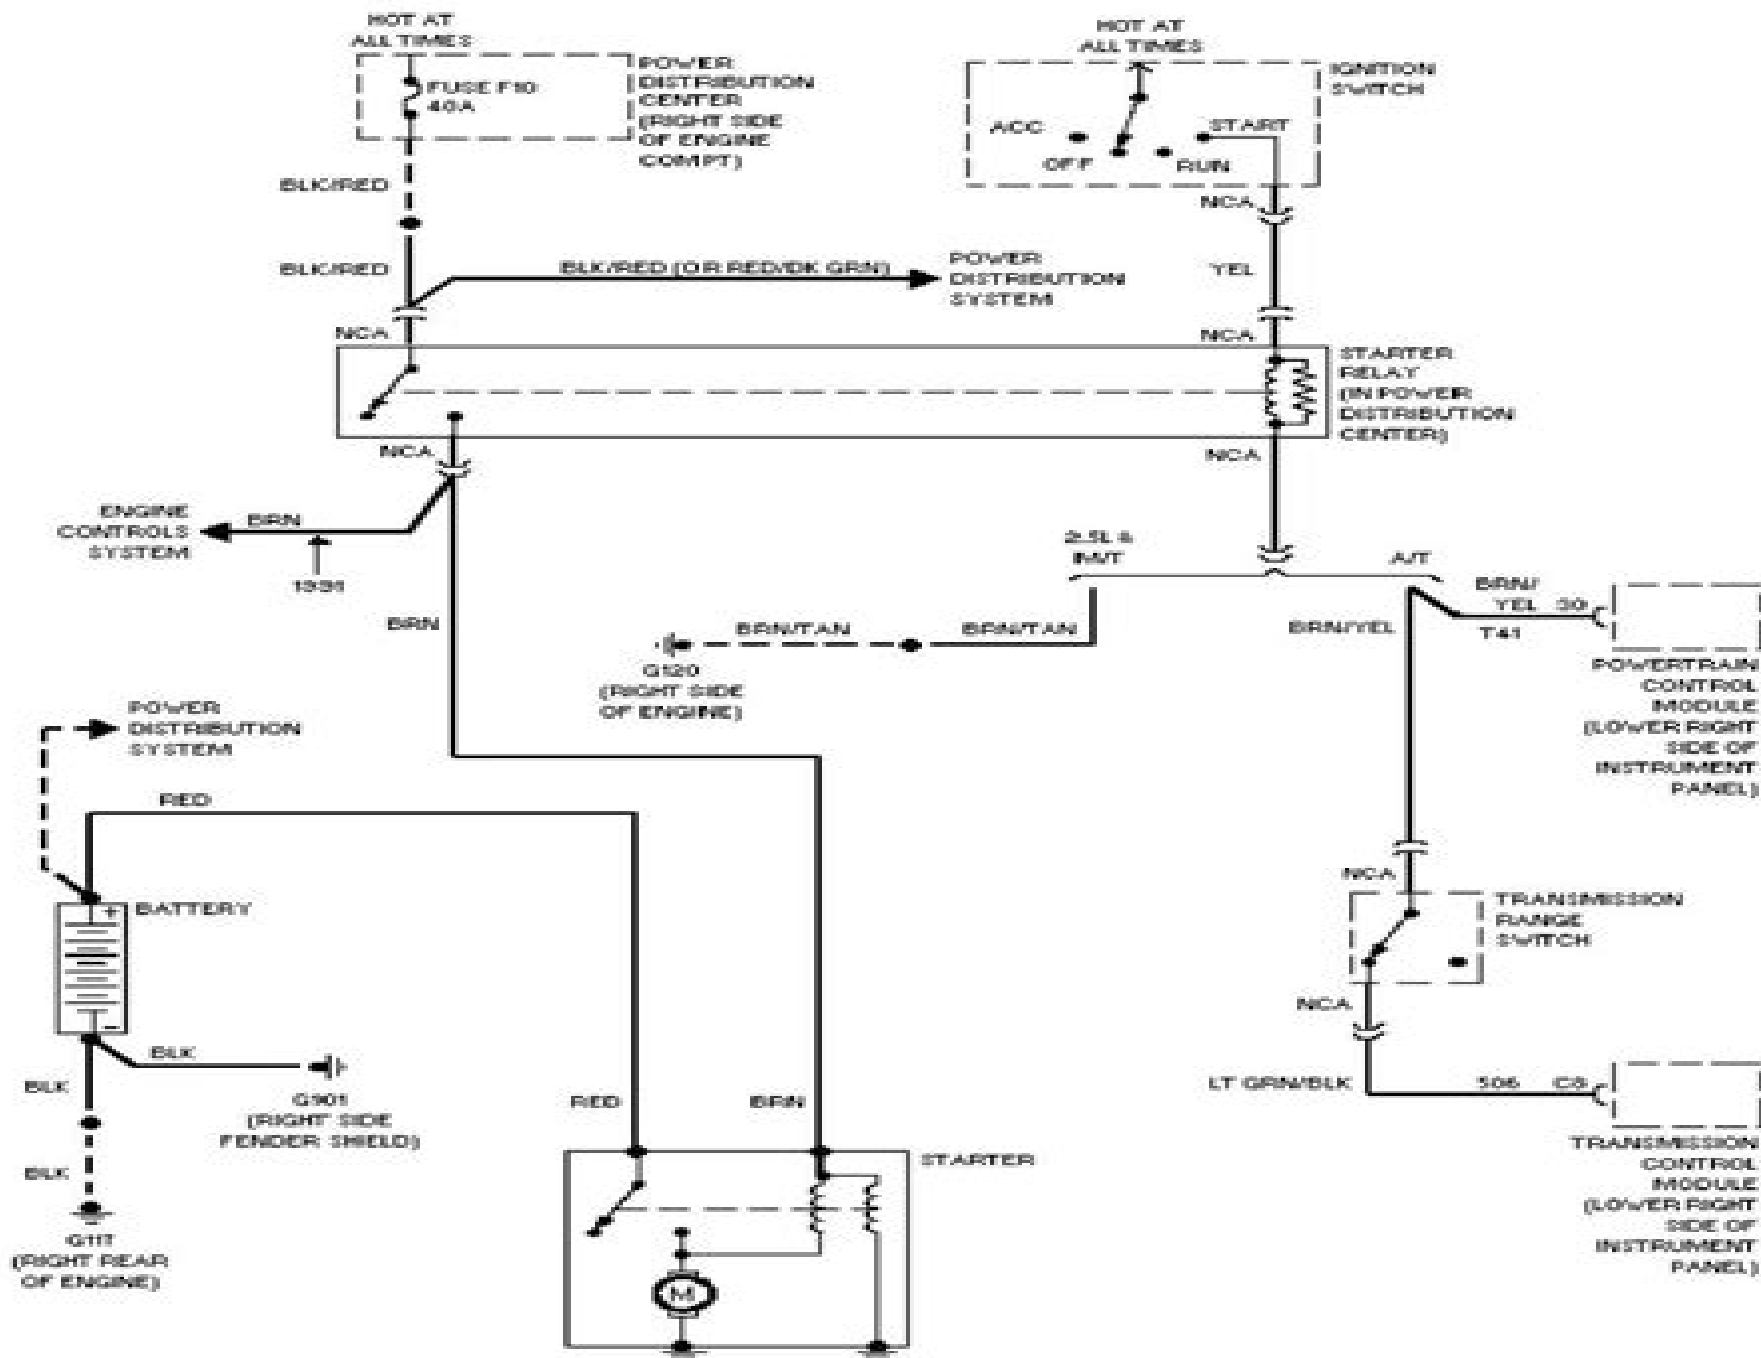 HOT AT
ALL TIMES
FUSE F10
40A
POWER
DISTRIBUTION
CENTER
(RIGHT SIDE
OF ENGINE
COMPT)
HOT AT
ALL TIMES
IGNITION
SWITCH
ACC
OFF
RUN
START
BLK/RED
NCA
BLK/RED
BLK/RED (OR RED/DK GRN)
POWER
DISTRIBUTION
SYSTEM
YEL
NCA
NCA
STARTER
RELAY
(IN POWER
DISTRIBUTION
CENTER)
NCA
NCA
ENGINE
CONTROLS
SYSTEM
BRN
BRN
M/T
A/T
BRN/TAN
BRN/TAN
G120
(RIGHT SIDE
OF ENGINE)
BRN/YEL
BRN/
YEL
T41
POWERTRAIN
CONTROL
MODULE
(LOWER RIGHT
SIDE OF
INSTRUMENT
PANEL)
POWER
DISTRIBUTION
SYSTEM
RED
BATTERY
+
-
NCA
TRANSMISSION
RANGE
SWITCH
NCA
BLK
BLK
G901
(RIGHT SIDE
FENDER SHIELD)
BLK
G117
(RIGHT REAR
OF ENGINE)
RED
BRN
STARTER
M
LT GRN/BLK
TRANSMISSION
CONTROL
MODULE
(LOWER RIGHT
SIDE OF
INSTRUMENT
PANEL)